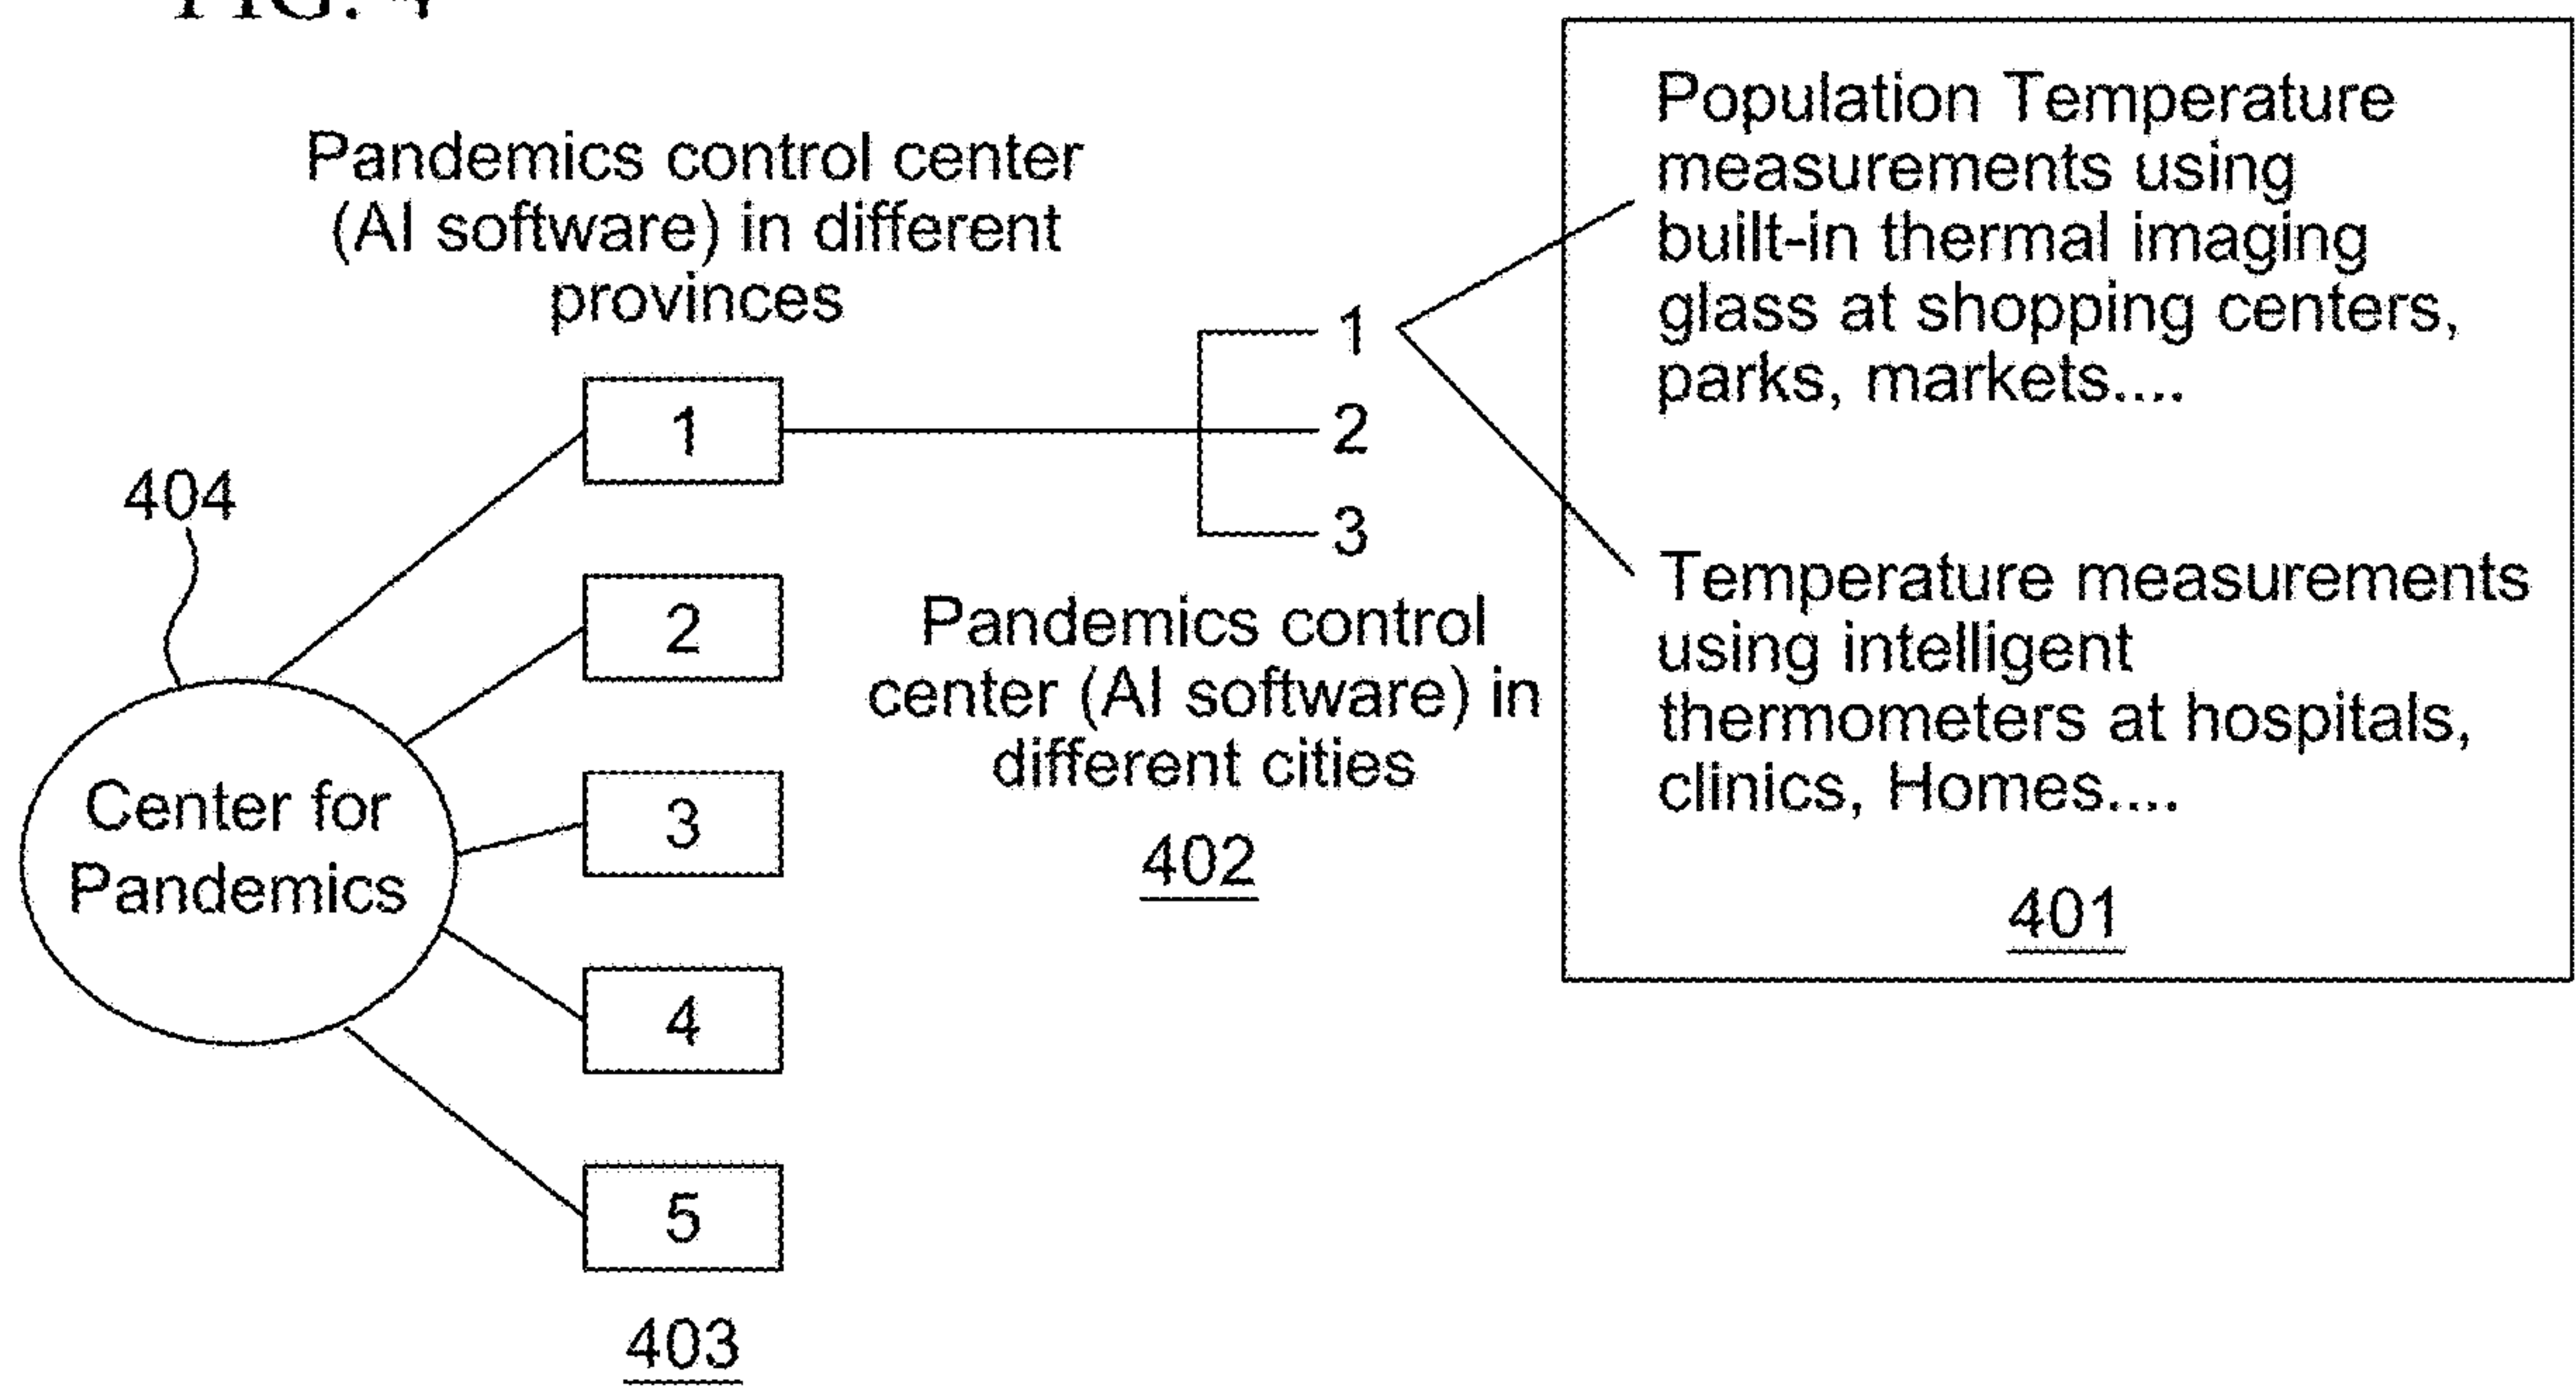 FIG. 4
Pandemics control center
(AI software) in different
provinces
1
2
3
4
5
403
404
Center for
Pandemics
1
2
3
Pandemics control
center (AI software) in
different cities
402
Population Temperature
measurements using
built-in thermal imaging
glass at shopping centers,
parks, markets....
Temperature measurements
using intelligent
thermometers at hospitals,
clinics, Homes....
401